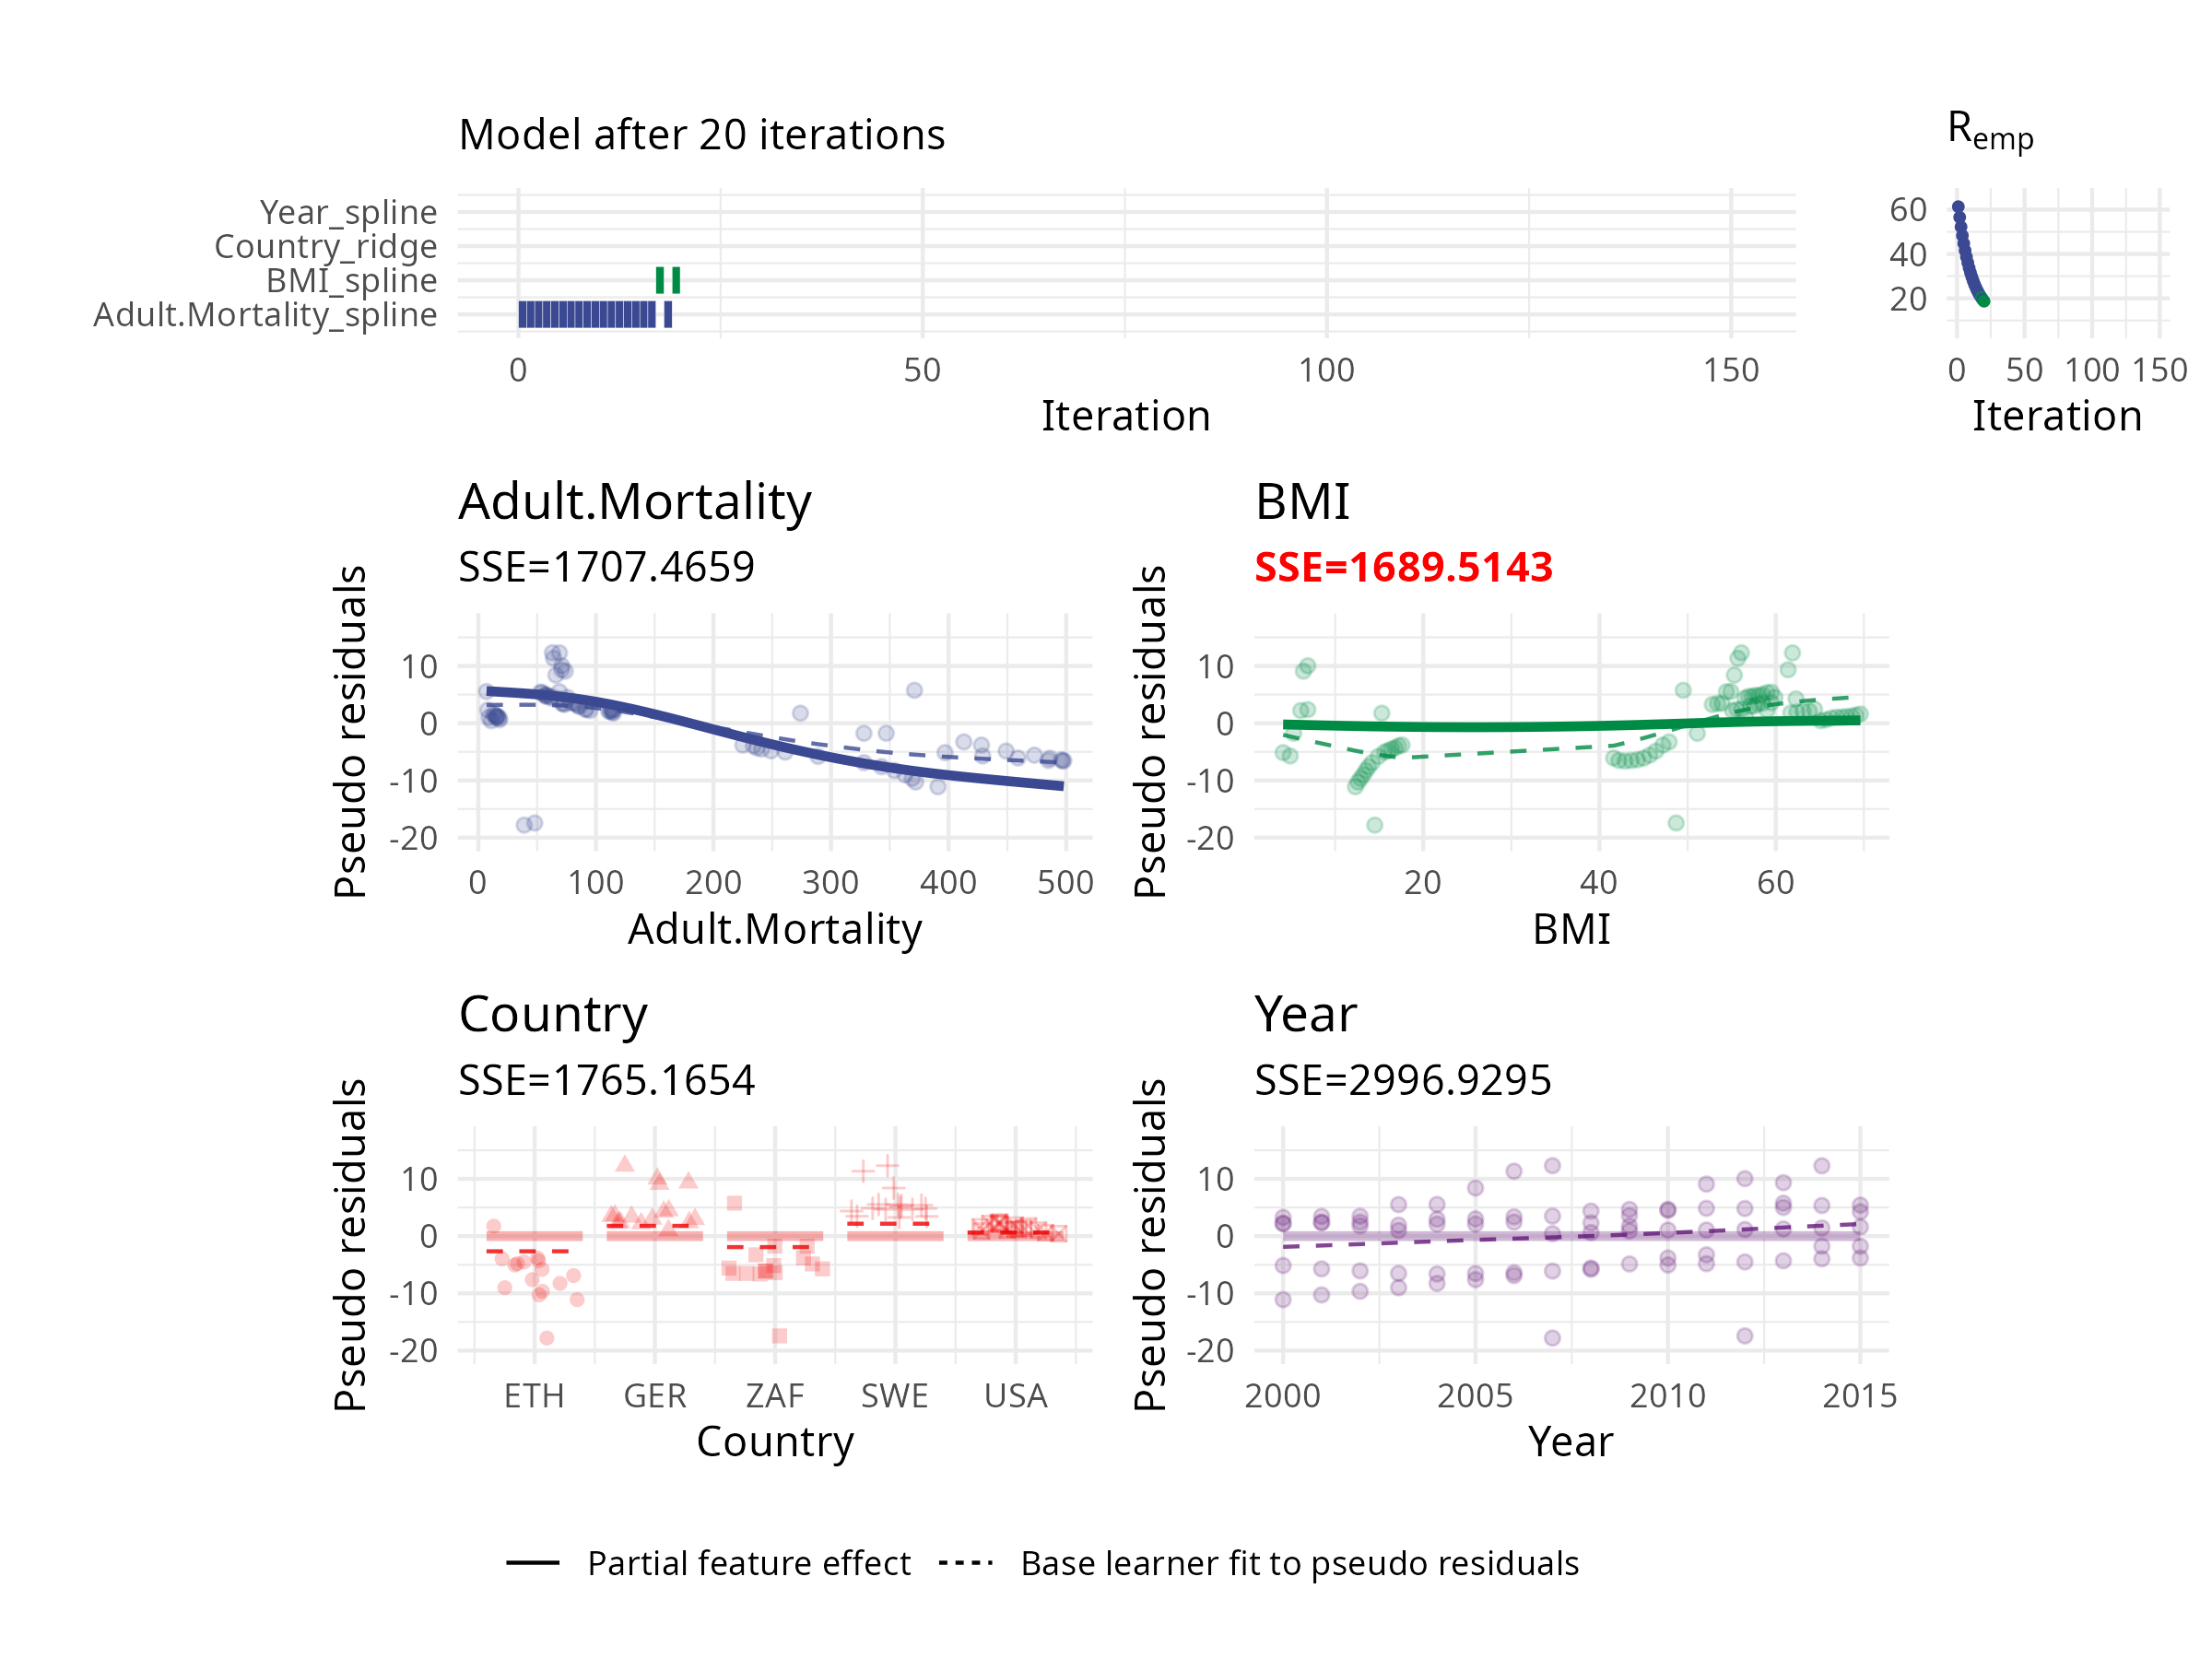 Model after 20 iterations
Year_spline
Country_ridge
BMI_spline
Adult.Mortality_spline
0 50 100 150
Iteration
Remp
60
40
20
0 50 100 150
Iteration
Adult.Mortality
SSE=1707.4659
Pseudo residuals
10
0
-10
-20
0 100 200 300 400 500
Adult.Mortality
BMI
SSE=1689.5143
Pseudo residuals
10
0
-10
-20
20 40 60
BMI
Country
SSE=1765.1654
Pseudo residuals
10
0
-10
-20
ETH GER ZAF SWE USA
Country
Year
SSE=2996.9295
Pseudo residuals
10
0
-10
-20
2000 2005 2010 2015
Year
Partial feature effect Base learner fit to pseudo residuals